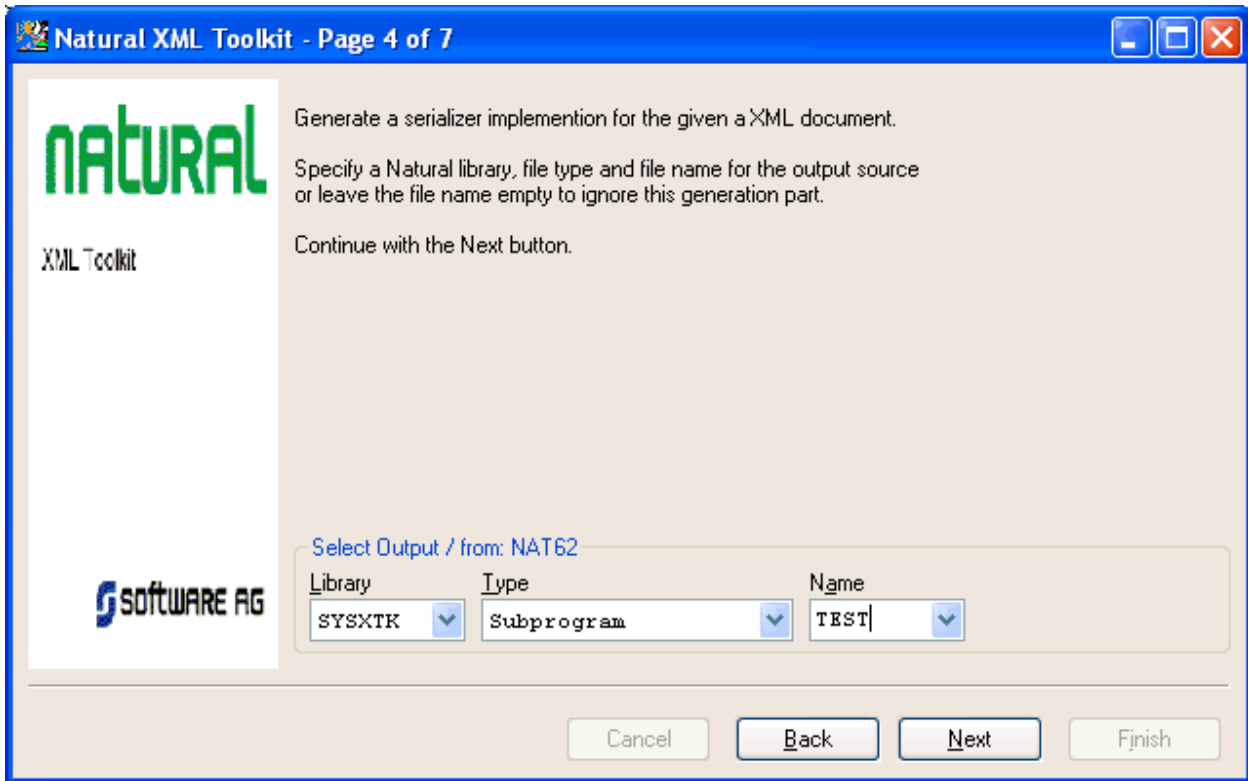 Natural XML Toolkit - Page 4 of 7
natural
XML Toolkit
software AG
Generate a serializer implemention for the given a XML document.
Specify a Natural library, file type and file name for the output source
or leave the file name empty to ignore this generation part.
Continue with the Next button.
Select Output / from: NAT62
Library Type Name
SYSXTK Subprogram TEST
Cancel Back Next Finish